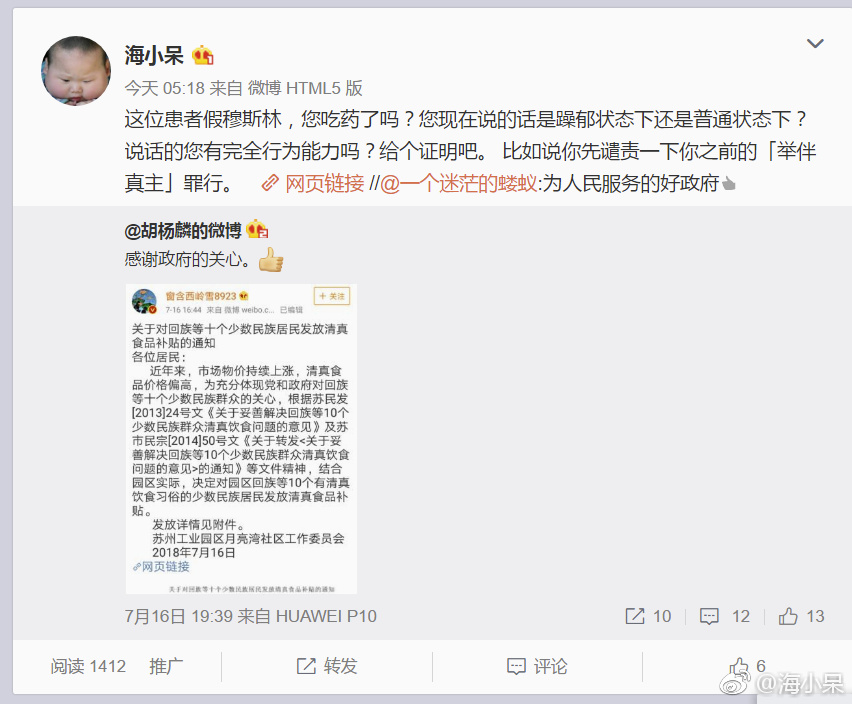 海小呆
今天 05:18 来自 微博 HTML5 版
这位患者假穆斯林，您吃药了吗？您现在说的话是躁郁状态下还是普通状态下？
说话的您有完全行为能力吗？给个证明吧。 比如说你先谴责一下你之前的「举伴
真主」罪行。 网页链接 //@一个迷茫的蝼蚁:为人民服务的好政府
@胡杨麟的微博
感谢政府的关心。
窗含西岭雪8923
+ 关注
7-16 16:44 来自 微博 weibo.c... 已编辑
关于对回族等十个少数民族居民发放清真
食品补贴的通知
各位居民：
近年来，市场物价持续上涨，清真食
品价格偏高，为充分体现党和政府对回族
等十个少数民族群众的关心，根据苏民发
[2013]24号文《关于妥善解决回族等10个
少数民族群众清真饮食问题的意见》及苏
市民宗[2014]50号文《关于转发<关于妥
善解决回族等10个少数民族群众清真饮食
问题的意见>的通知》等文件精神，结合
园区实际，决定对园区回族等10个有清真
饮食习俗的少数民族居民发放清真食品补
贴。
发放详情见附件。
苏州工业园区月亮湾社区工作委员会
2018年7月16日
网页链接
关于对回族等十个少数民族居民发放清真食品补贴的通知
7月16日 19:39 来自 HUAWEI P10
10
12
13
阅读 1412 推广
转发
评论
6
@海小呆